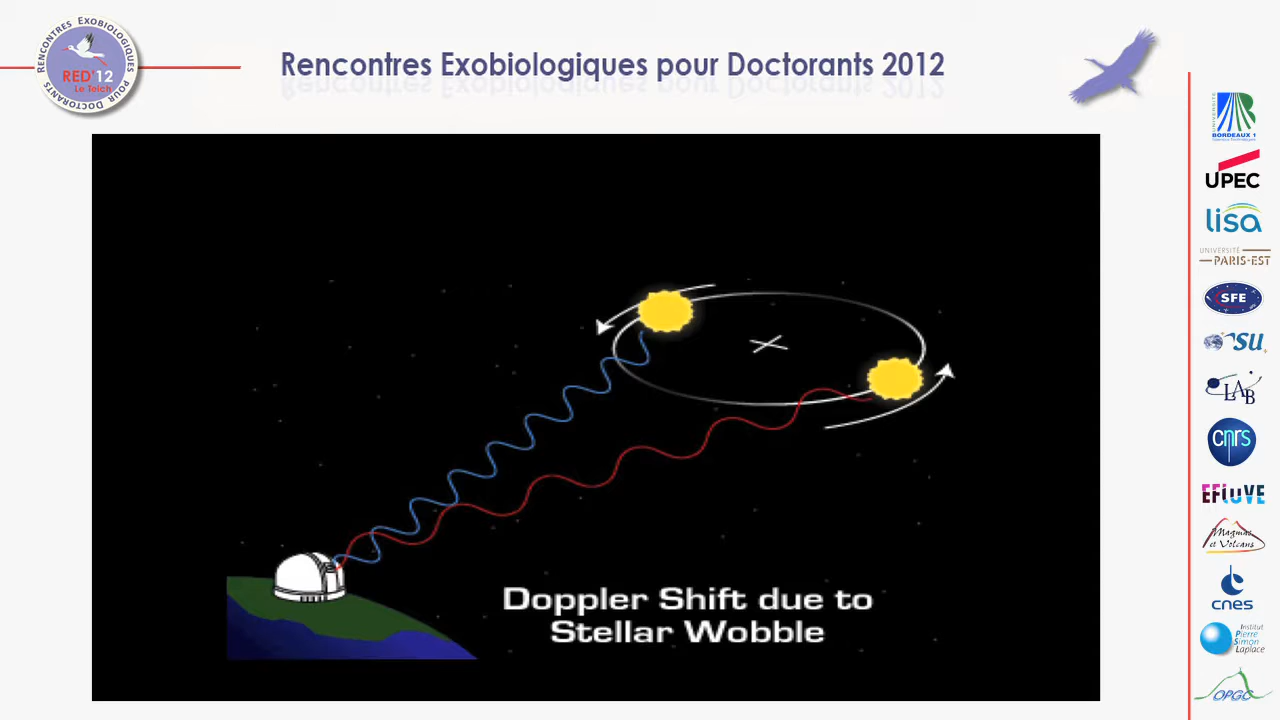 RENCONTRES EXOBIOLOGIQUES POUR DOCTORANTS
RED'12
Le Teich
Rencontres Exobiologiques pour Doctorants 2012
Doppler Shift due to
Stellar Wobble
UNIVERSITÉ
BORDEAUX 1
UPEC
lisa
UNIVERSITÉ
PARIS-EST
SFE
SU
LAB
cnrs
EFLUVE
Magmas
et Volcans
cnes
Institut
Pierre
Simon
Laplace
OPGC